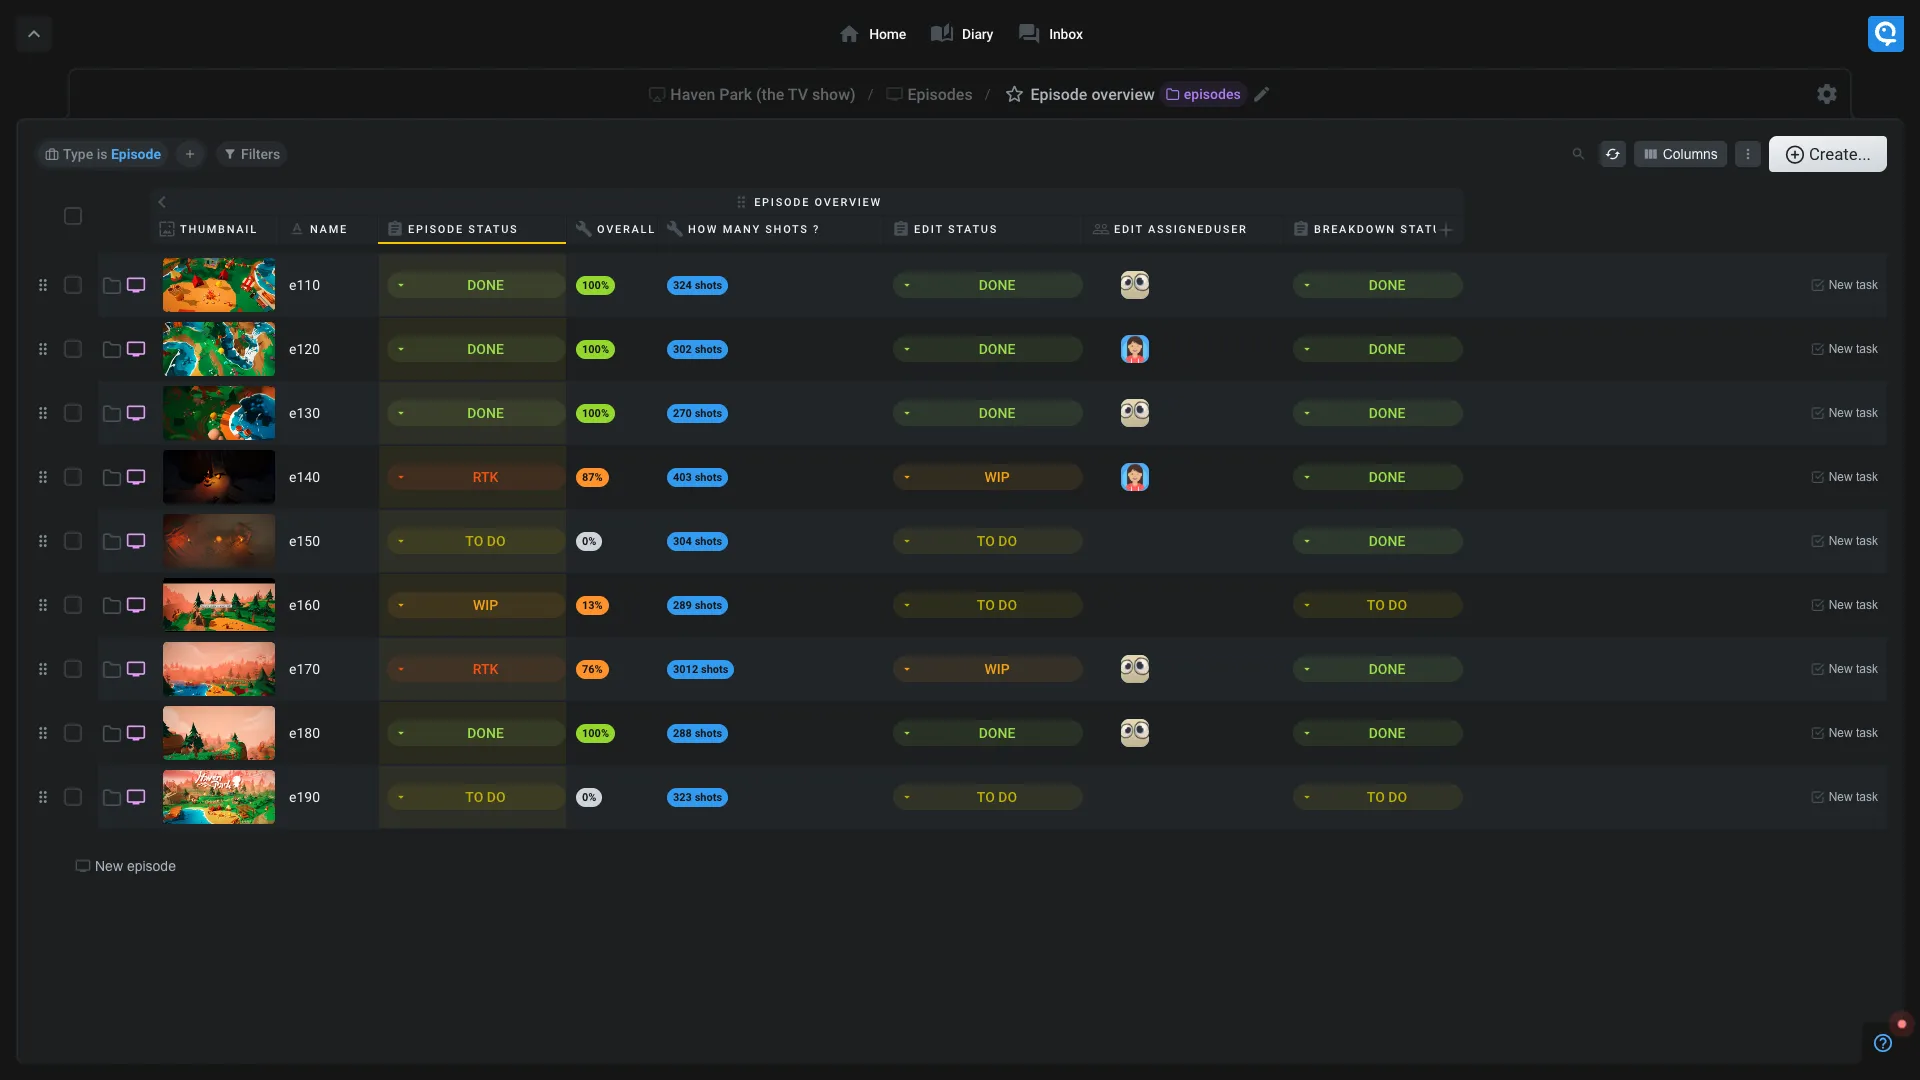 Home Diary Inbox
Haven Park (the TV show) / Episodes / Episode overview episodes
Type is Episode + Filters Columns Create...
EPISODE OVERVIEW
THUMBNAIL NAME EPISODE STATUS OVERALL HOW MANY SHOTS ? EDIT STATUS EDIT ASSIGNEDUSER BREAKDOWN STATU
e110 DONE 100% 324 shots DONE DONE New task
e120 DONE 100% 302 shots DONE DONE New task
e130 DONE 100% 270 shots DONE DONE New task
e140 RTK 87% 403 shots WIP DONE New task
e150 TO DO 0% 304 shots TO DO DONE New task
e160 WIP 13% 289 shots TO DO TO DO New task
e170 RTK 76% 3012 shots WIP DONE New task
e180 DONE 100% 288 shots DONE DONE New task
Haven Park
e190 TO DO 0% 323 shots TO DO TO DO New task
New episode